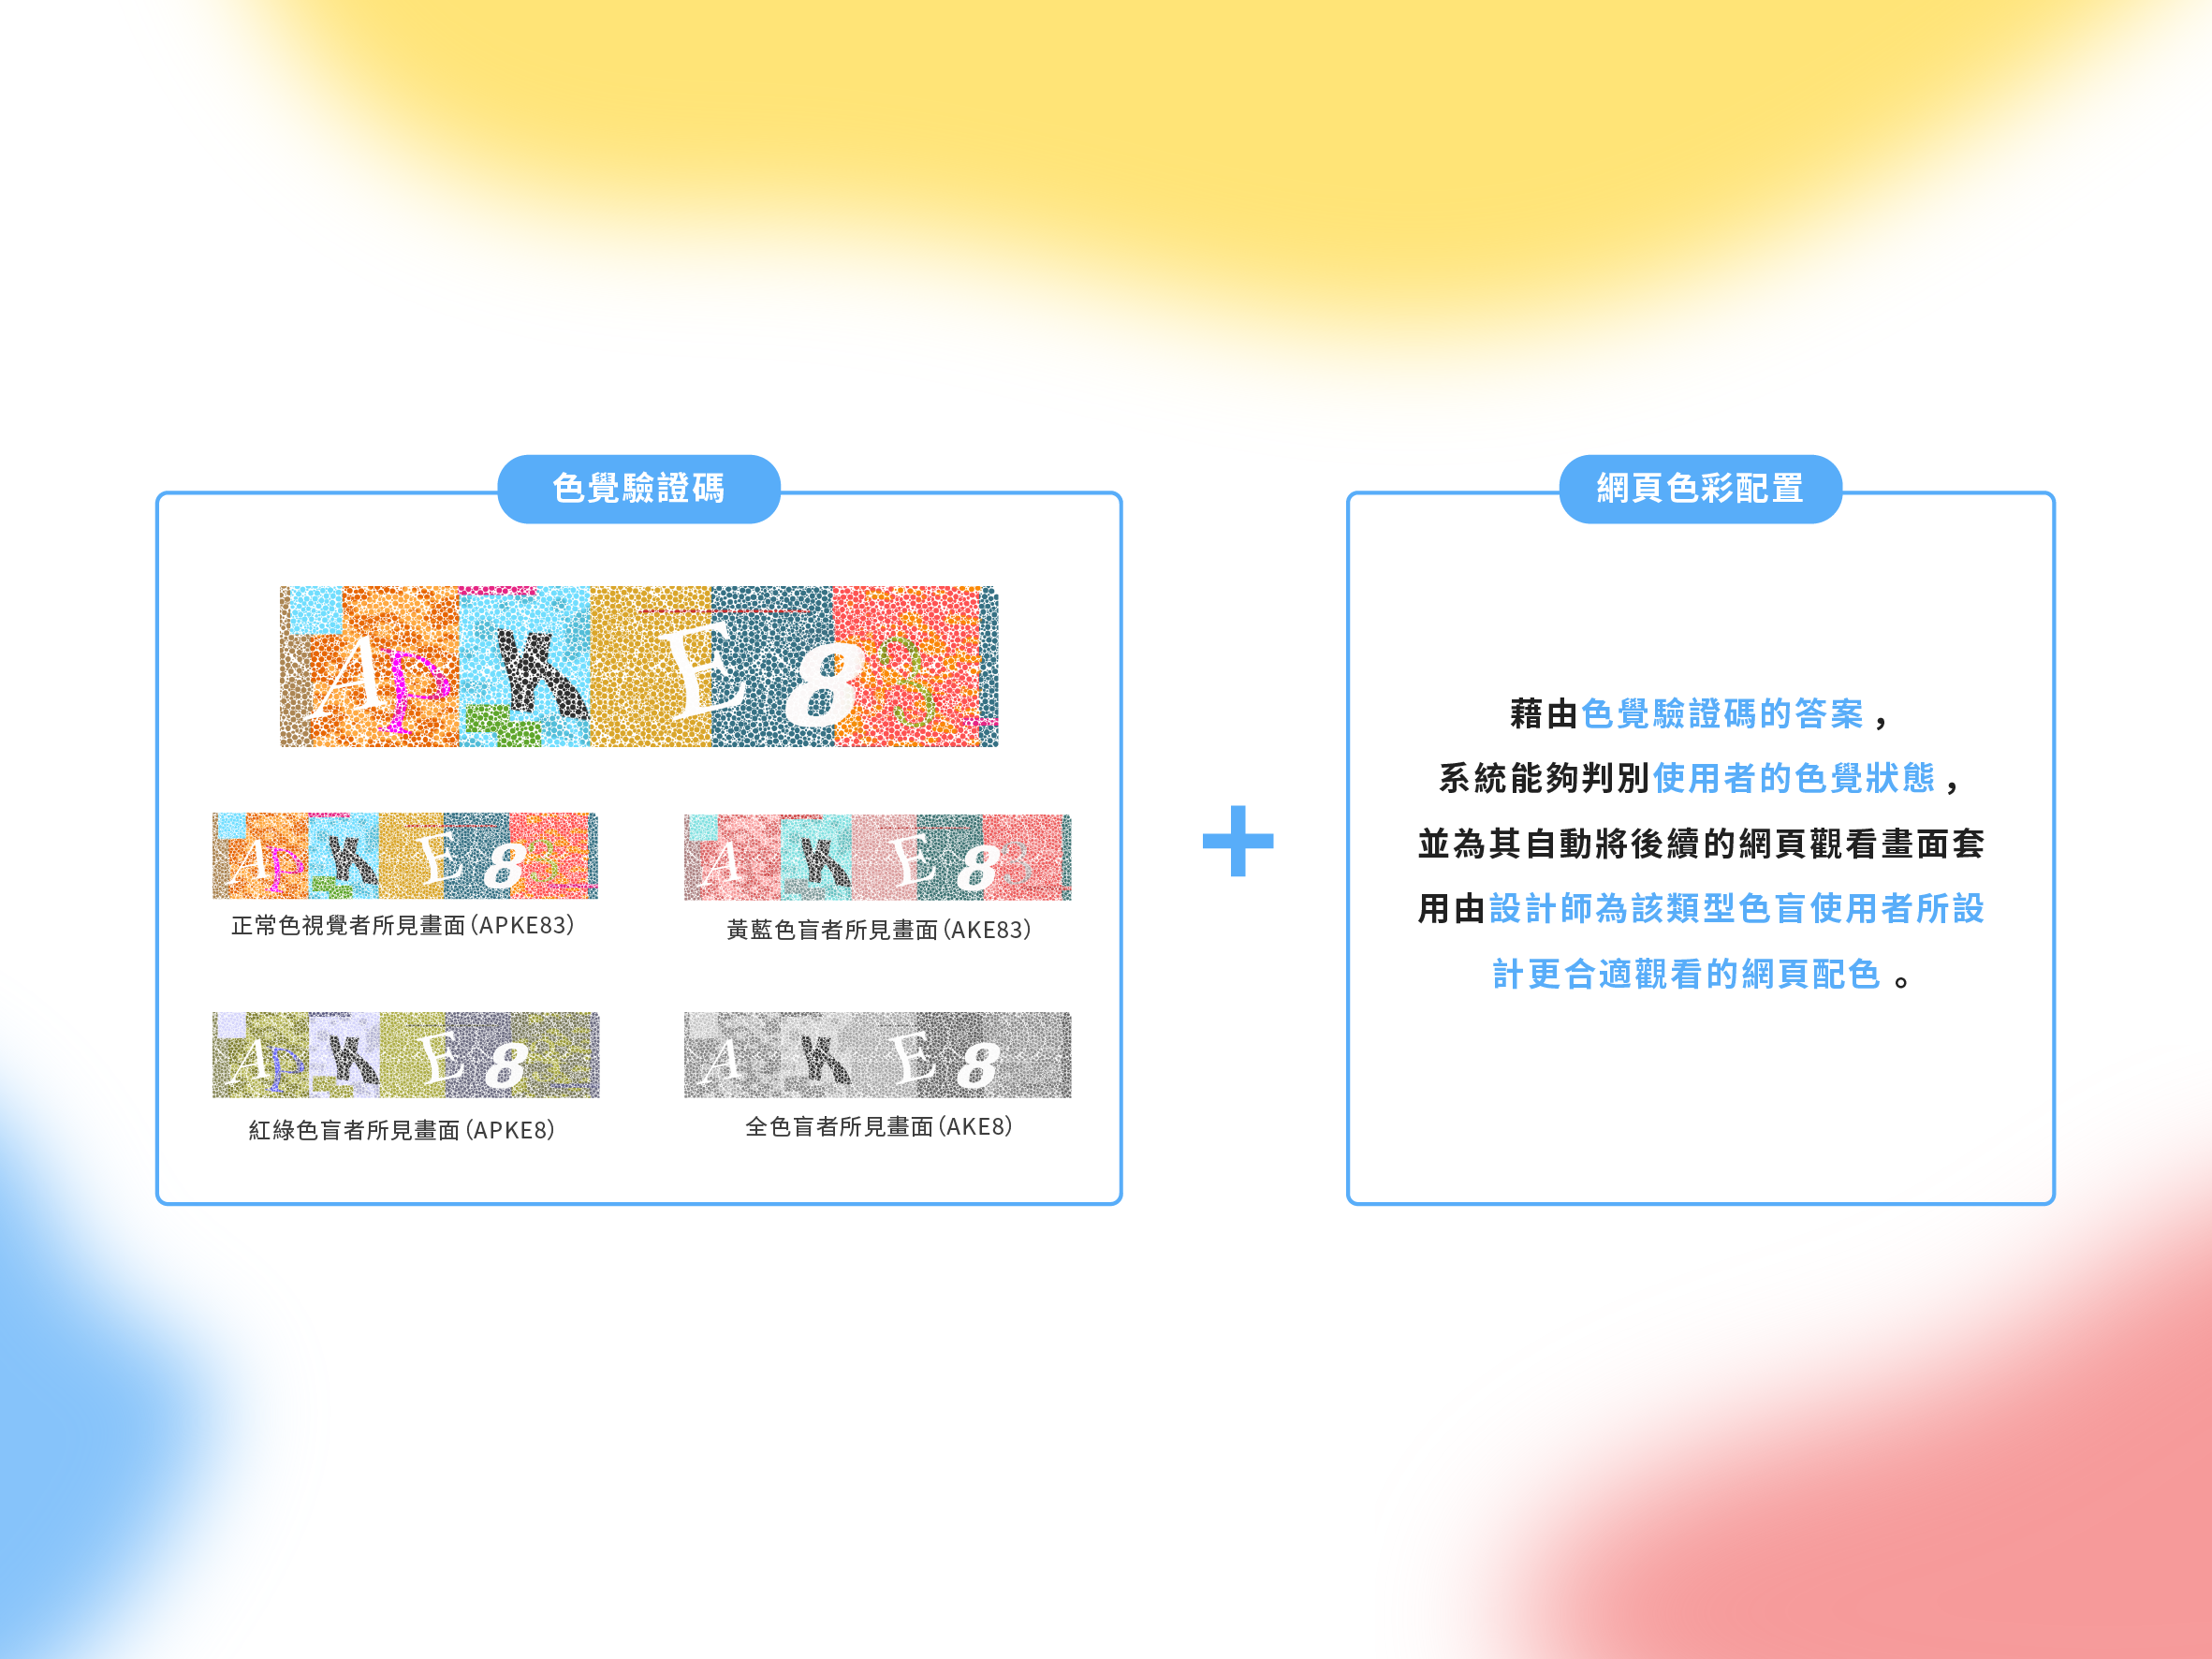 色覺驗證碼
APKE83
APKE83
正常色視覺者所見畫面（APKE83）
AKE83
黃藍色盲者所見畫面（AKE83）
APKE8
紅綠色盲者所見畫面（APKE8）
AKE8
全色盲者所見畫面（AKE8）
+
網頁色彩配置
藉由色覺驗證碼的答案，
系統能夠判別使用者的色覺狀態，
並為其自動將後續的網頁觀看畫面套
用由設計師為該類型色盲使用者所設
計更合適觀看的網頁配色。